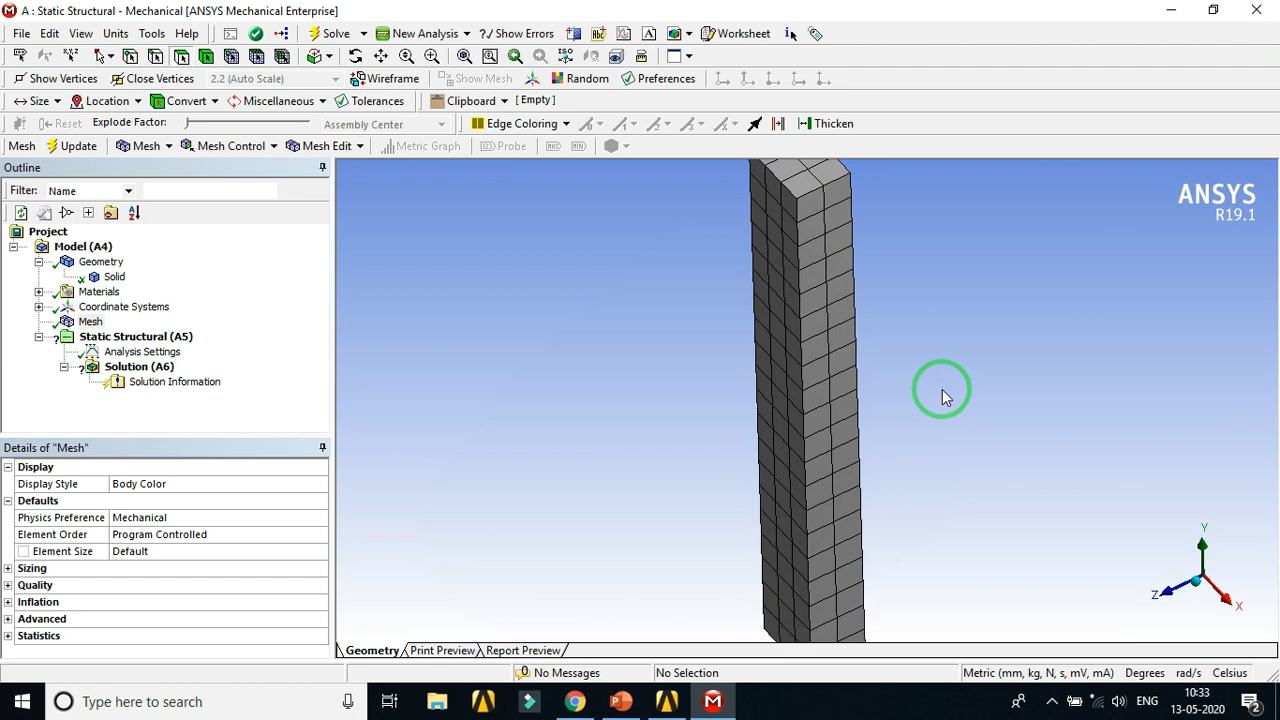 A : Static Structural - Mechanical [ANSYS Mechanical Enterprise]
File Edit View Units Tools Help Solve New Analysis ?/ Show Errors Worksheet
Show Vertices Close Vertices 2.2 (Auto Scale) Wireframe Show Mesh Random Preferences
Size Location Convert Miscellaneous Tolerances Clipboard [ Empty ]
Reset Explode Factor: Assembly Center Edge Coloring Thicken
Mesh Update Mesh Mesh Control Mesh Edit Metric Graph Probe MAX MIN
Outline
Filter: Name
Project
Model (A4)
Geometry
Solid
Materials
Coordinate Systems
Mesh
Static Structural (A5)
Analysis Settings
Solution (A6)
Solution Information
Details of "Mesh"
Display
Display Style Body Color
Defaults
Physics Preference Mechanical
Element Order Program Controlled
Element Size Default
Sizing
Quality
Inflation
Advanced
Statistics
ANSYS
R19.1
Y
Z
X
Geometry Print Preview Report Preview
0 No Messages No Selection Metric (mm, kg, N, s, mV, mA) Degrees rad/s Celsius
Type here to search
ENG
10:33
13-05-2020
2